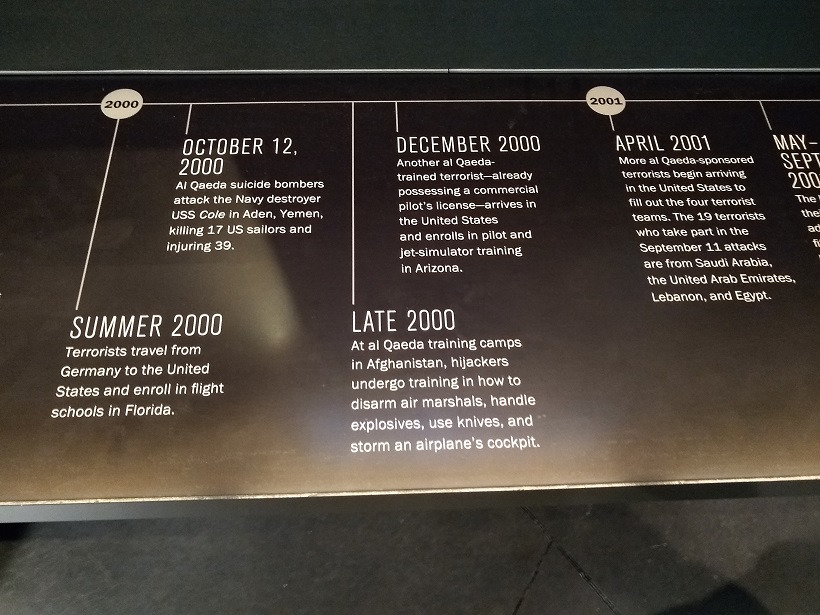 2000
OCTOBER 12,
2000
Al Qaeda suicide bombers
attack the Navy destroyer
USS Cole in Aden, Yemen,
killing 17 US sailors and
injuring 39.
SUMMER 2000
Terrorists travel from
Germany to the United
States and enroll in flight
schools in Florida.
DECEMBER 2000
Another al Qaeda-
trained terrorist—already
possessing a commercial
pilot's license—arrives in
the United States
and enrolls in pilot and
jet-simulator training
in Arizona.
LATE 2000
At al Qaeda training camps
in Afghanistan, hijackers
undergo training in how to
disarm air marshals, handle
explosives, use knives, and
storm an airplane's cockpit.
2001
APRIL 2001
More al Qaeda-sponsored
terrorists begin arriving
in the United States to
fill out the four terrorist
teams. The 19 terrorists
who take part in the
September 11 attacks
are from Saudi Arabia,
the United Arab Emirates,
Lebanon, and Egypt.
MAY–
SEPT
200
The